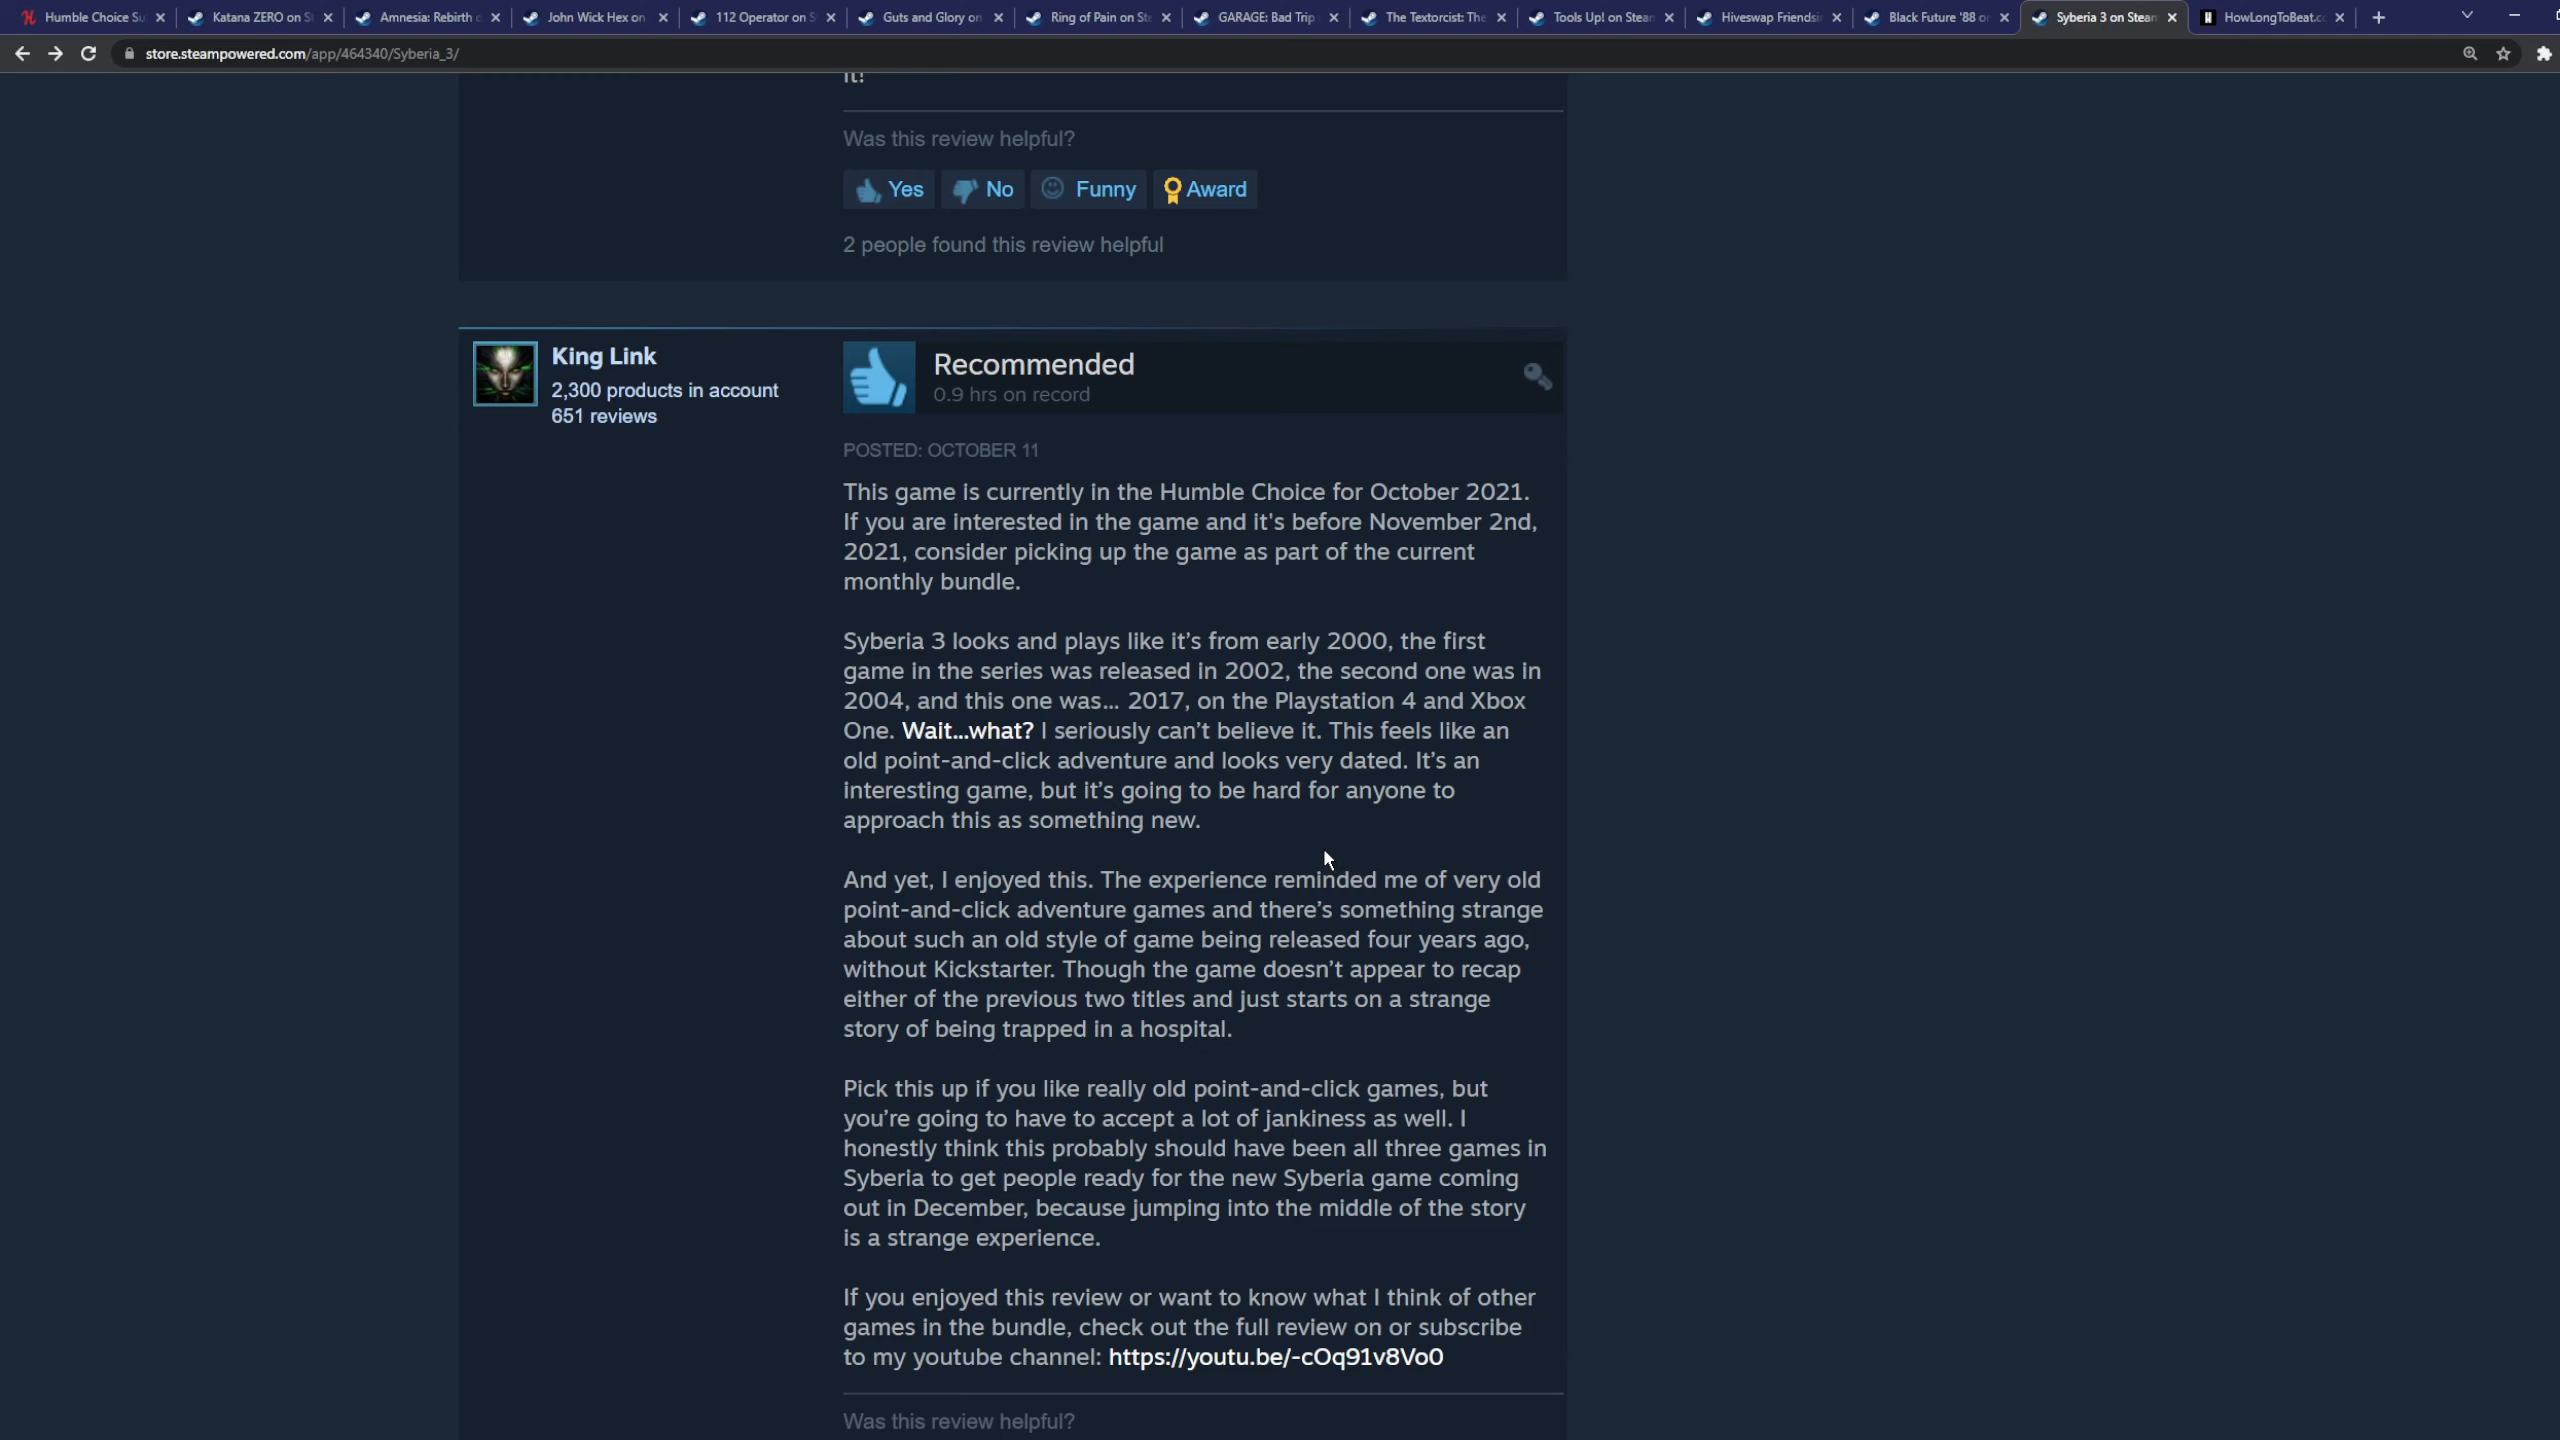 Humble Choice Su
Katana ZERO on S
Amnesia: Rebirth
John Wick Hex on
112 Operator on S
Guts and Glory on
Ring of Pain on Ste
GARAGE: Bad Trip
The Textorcist: The
Tools Up! on Steam
Hiveswap Friendsi
Black Future '88 o
Syberia 3 on Steam
HowLongToBeat.c
store.steampowered.com/app/464340/Syberia_3/
it!
Was this review helpful?
Yes
No
Funny
Award
2 people found this review helpful
King Link
2,300 products in account
651 reviews
Recommended
0.9 hrs on record
POSTED: OCTOBER 11
This game is currently in the Humble Choice for October 2021.
If you are interested in the game and it's before November 2nd,
2021, consider picking up the game as part of the current
monthly bundle.
Syberia 3 looks and plays like it’s from early 2000, the first
game in the series was released in 2002, the second one was in
2004, and this one was... 2017, on the Playstation 4 and Xbox
One. Wait...what? I seriously can’t believe it. This feels like an
old point-and-click adventure and looks very dated. It’s an
interesting game, but it’s going to be hard for anyone to
approach this as something new.
And yet, I enjoyed this. The experience reminded me of very old
point-and-click adventure games and there’s something strange
about such an old style of game being released four years ago,
without Kickstarter. Though the game doesn’t appear to recap
either of the previous two titles and just starts on a strange
story of being trapped in a hospital.
Pick this up if you like really old point-and-click games, but
you’re going to have to accept a lot of jankiness as well. I
honestly think this probably should have been all three games in
Syberia to get people ready for the new Syberia game coming
out in December, because jumping into the middle of the story
is a strange experience.
If you enjoyed this review or want to know what I think of other
games in the bundle, check out the full review on or subscribe
to my youtube channel: https://youtu.be/-cOq91v8Vo0
Was this review helpful?